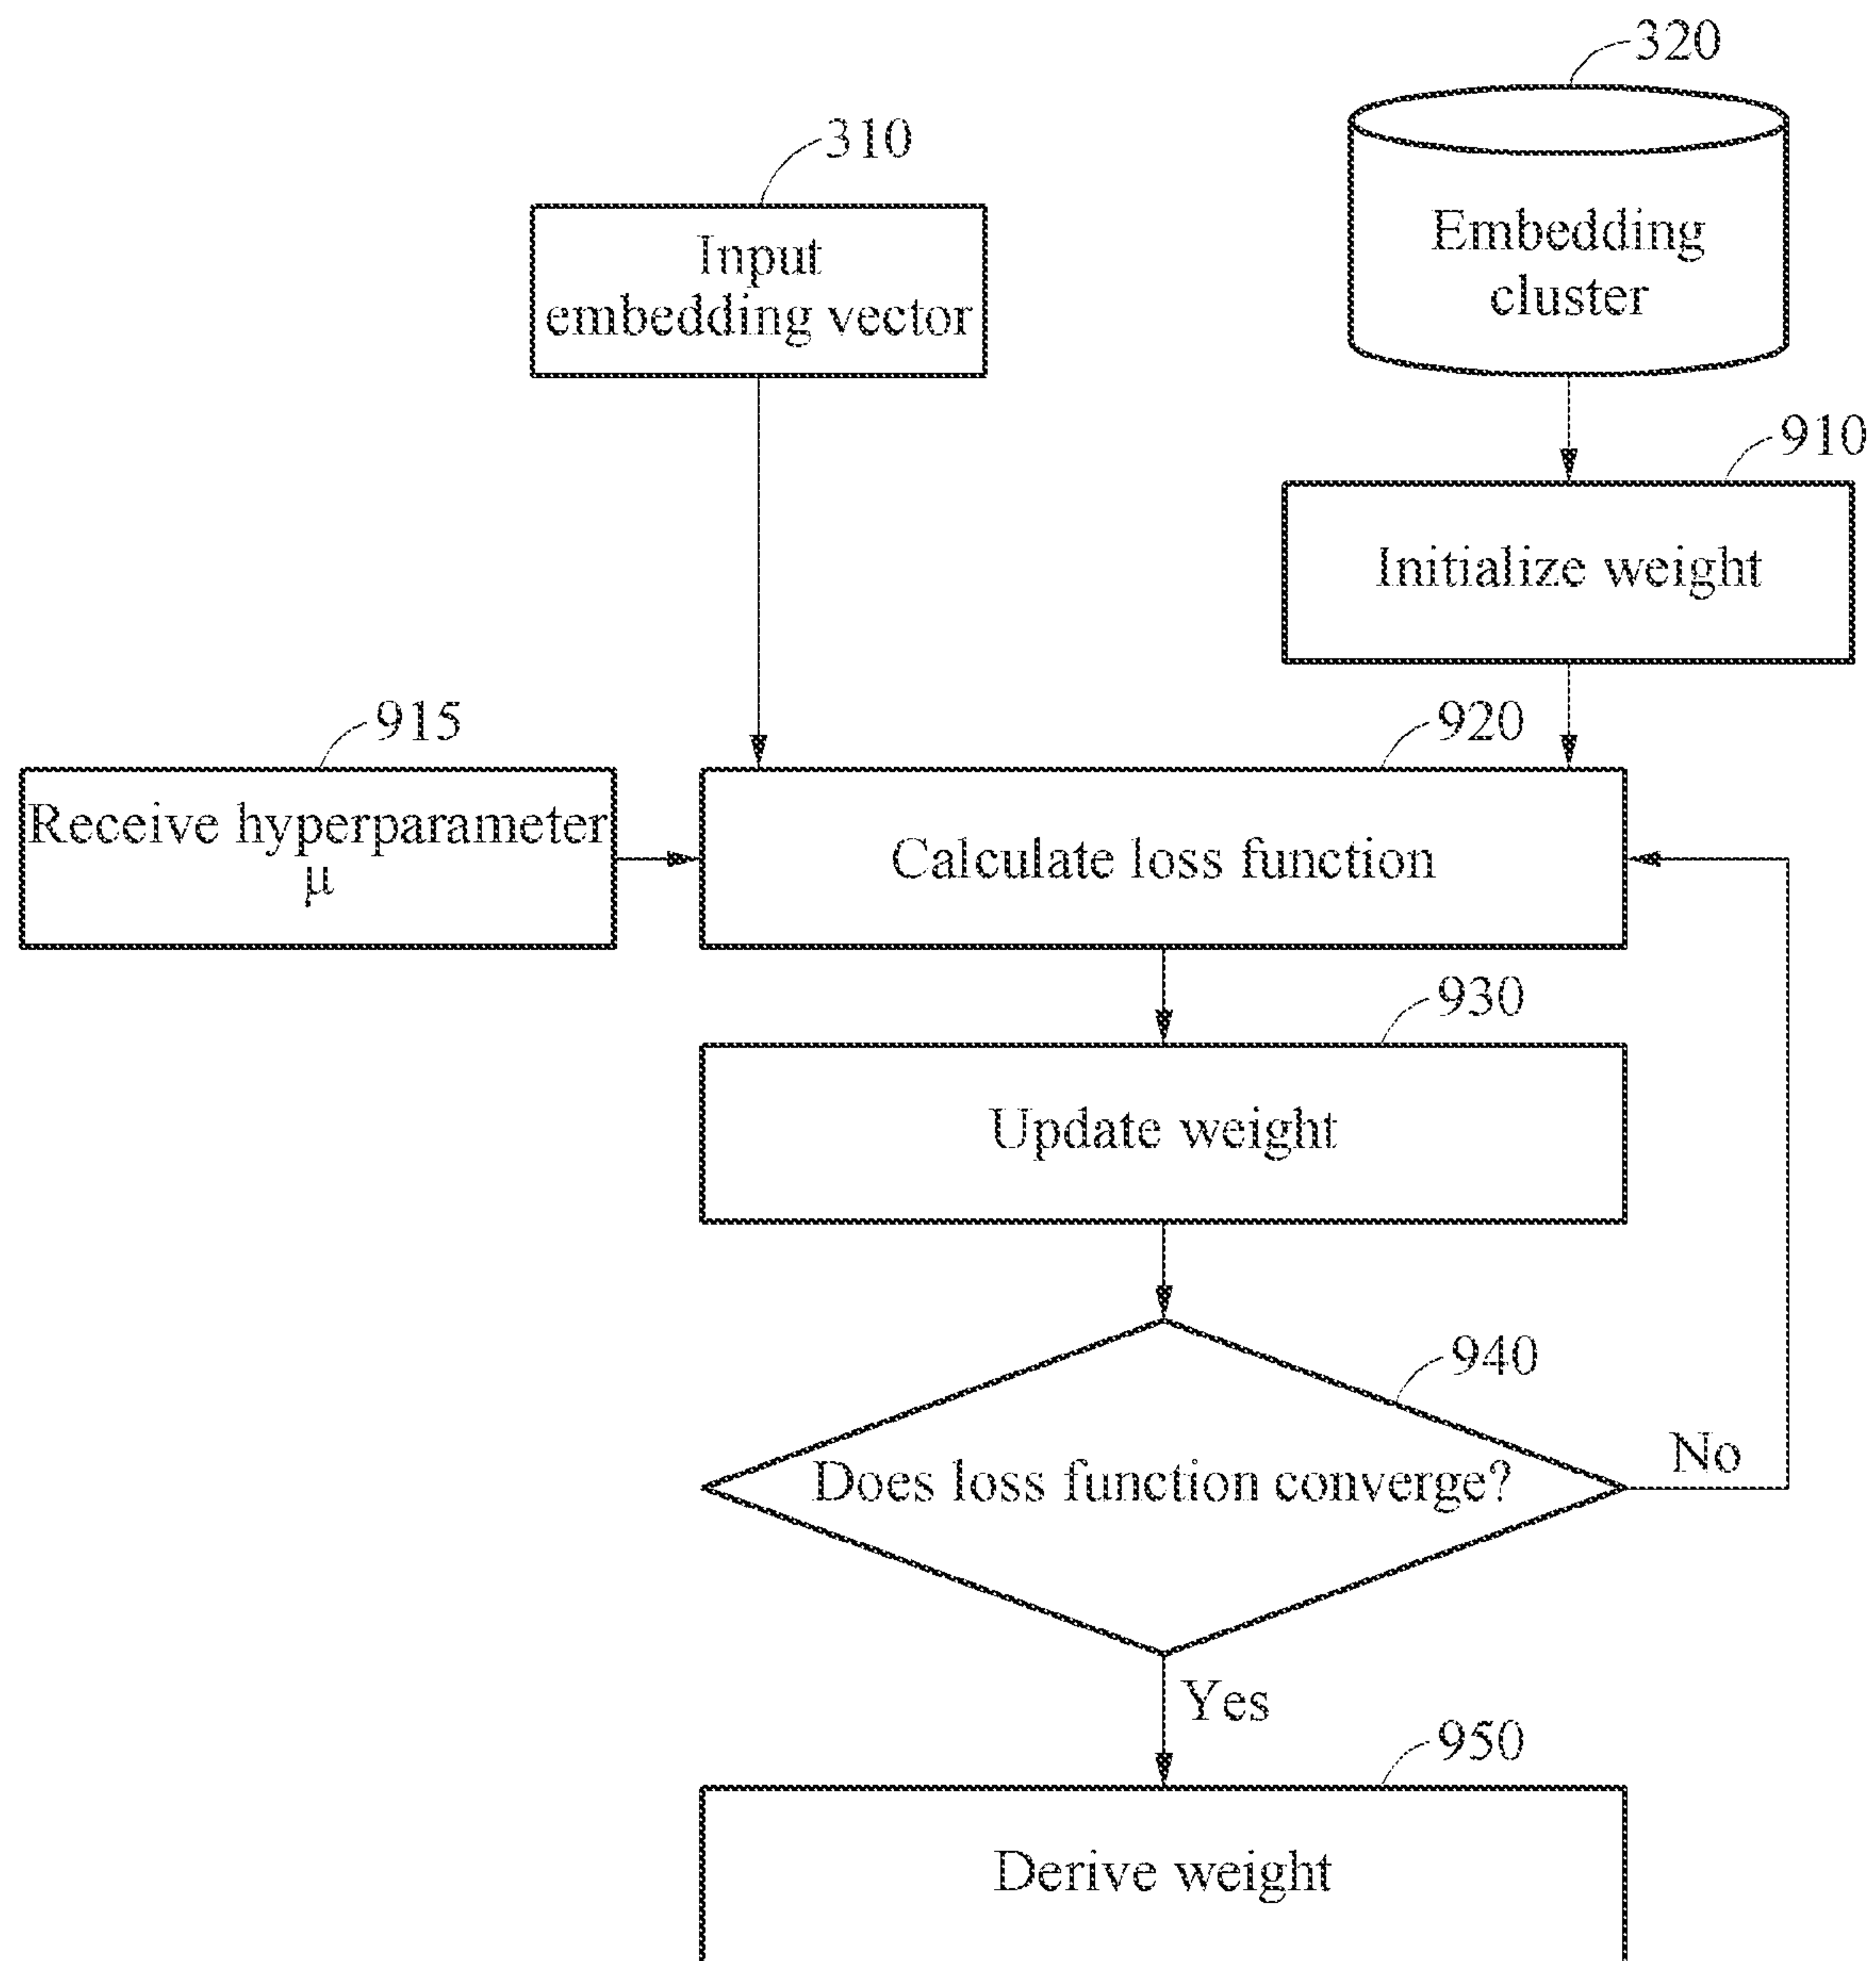 320
310
Input
embedding vector
Embedding
cluster
910
Initialize weight
915
920
Receive hyperparameter
μ
Calculate loss function
930
Update weight
940
Does loss function converge?
No
Yes
950
Derive weight